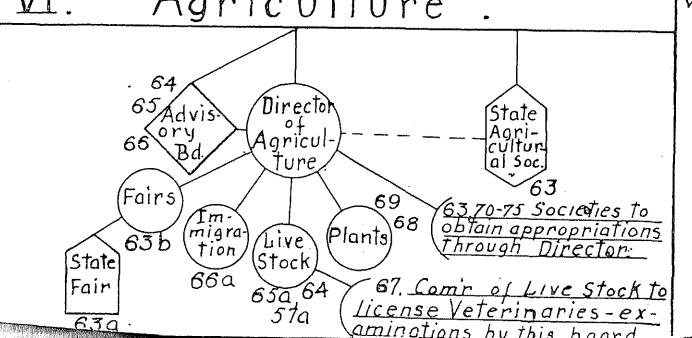 VI. Agriculture.
64
65
66
Advis-
ory
Bd.
Director
of
Agricul-
ture
State
Agri-
cultur
al Soc.
63
Fairs
63b
Im-
migra-
tion
66a
Live
Stock
65a 64
57a
Plants
69
68
63,70-75 Societies to
obtain appropriations
through Director.
State
Fair
63a
67. Com'r of Live Stock to
license Veterinaries-ex-
aminations by this board